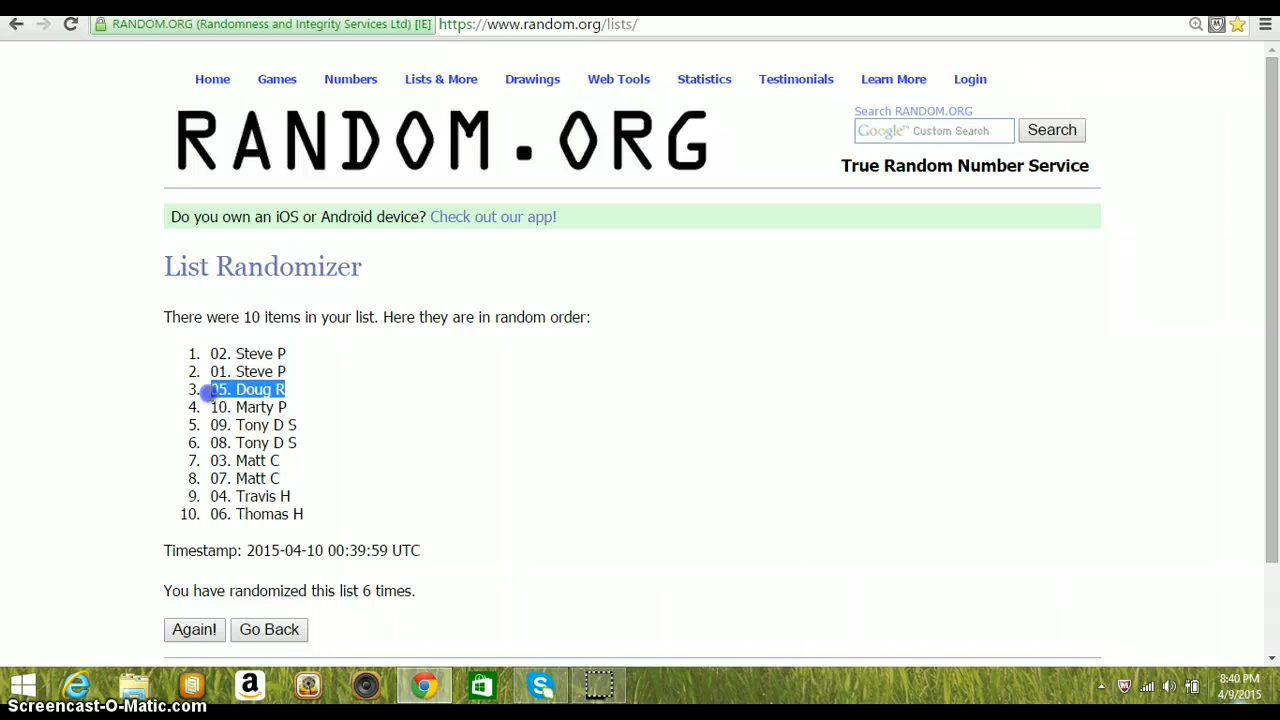 RANDOM.ORG (Randomness and Integrity Services Ltd) [IE] https://www.random.org/lists/
Home Games Numbers Lists & More Drawings Web Tools Statistics Testimonials Learn More Login
RANDOM.ORG
Search RANDOM.ORG
Google™ Custom Search Search
True Random Number Service
Do you own an iOS or Android device? Check out our app!
List Randomizer
There were 10 items in your list. Here they are in random order:
1. 02. Steve P
2. 01. Steve P
3. 05. Doug R
4. 10. Marty P
5. 09. Tony D S
6. 08. Tony D S
7. 03. Matt C
8. 07. Matt C
9. 04. Travis H
10. 06. Thomas H
Timestamp: 2015-04-10 00:39:59 UTC
You have randomized this list 6 times.
Again! Go Back
8:40 PM
4/9/2015
Screencast-O-Matic.com